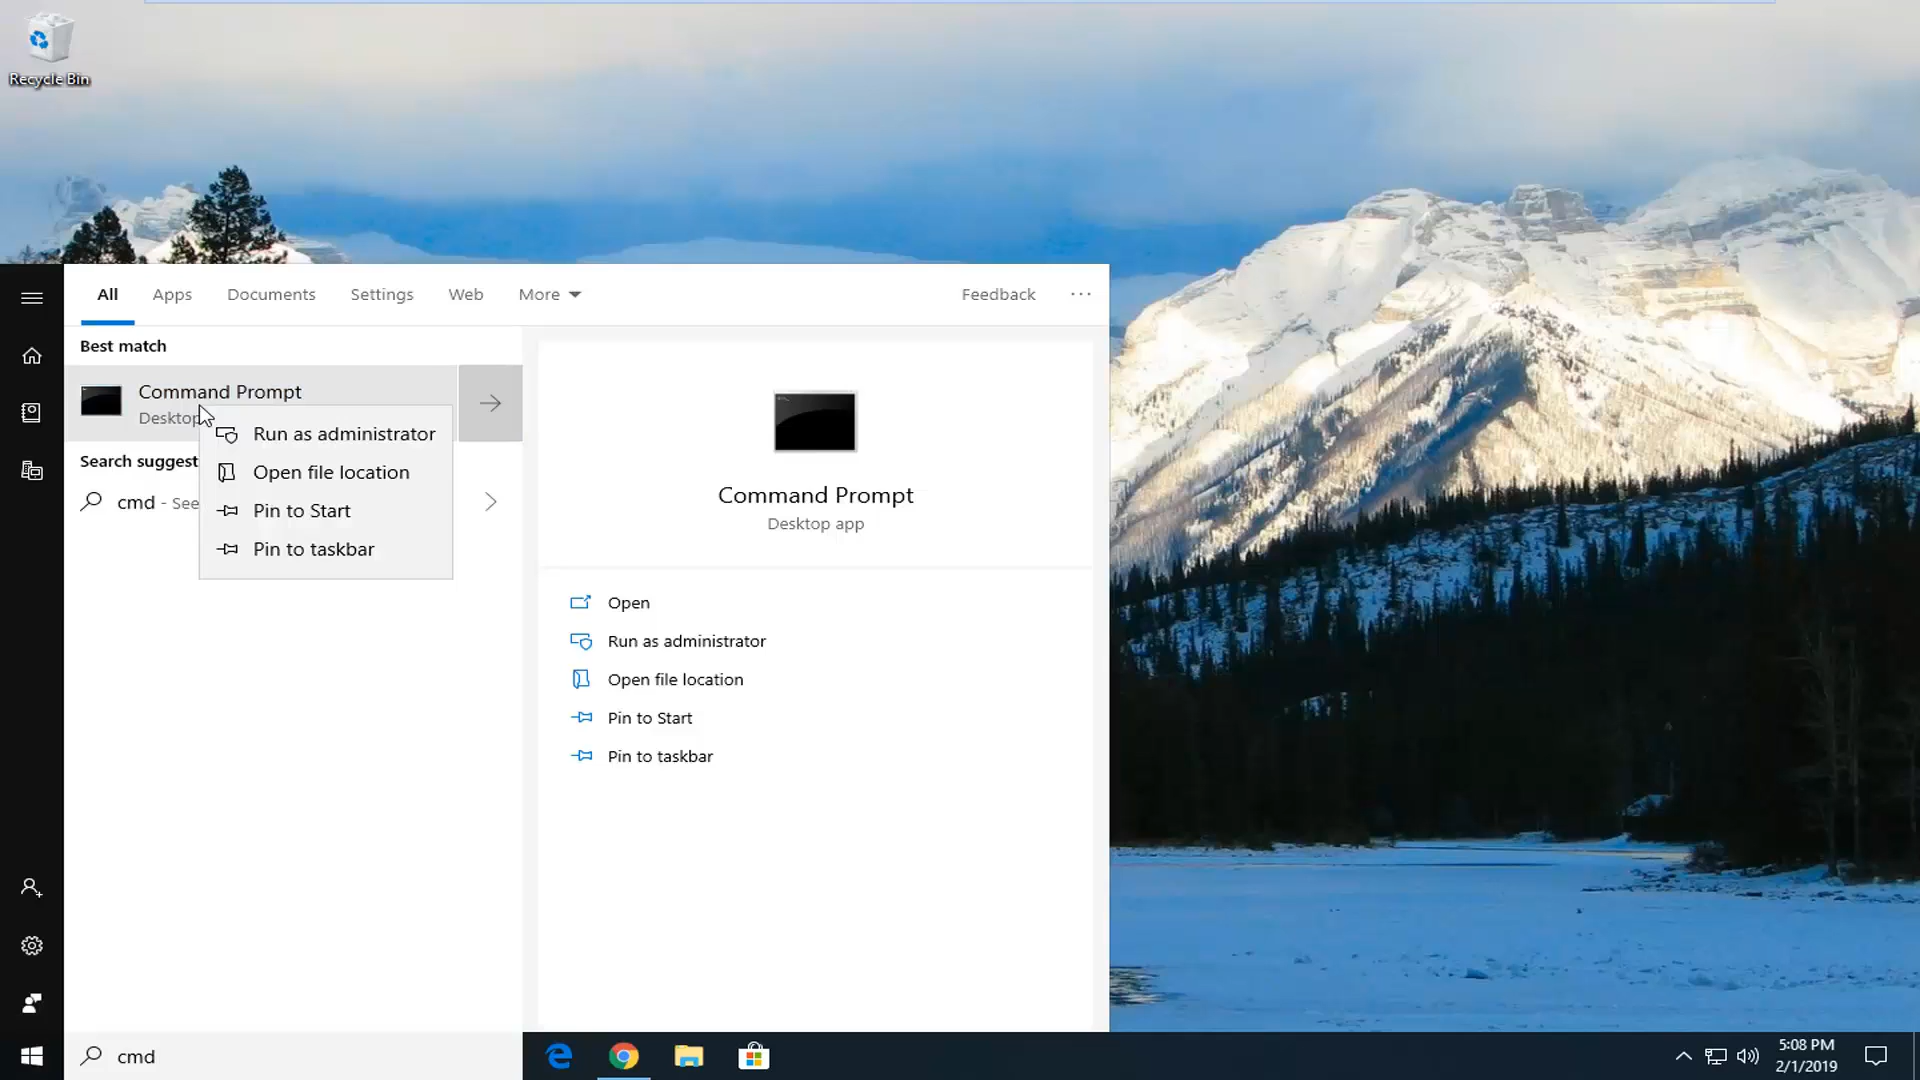 Recycle Bin
All Apps Documents Settings Web More Feedback ...
Best match
Command Prompt
Desktop
Run as administrator
Open file location
Pin to Start
Pin to taskbar
Search suggest
cmd - See
Command Prompt
Desktop app
Open
Run as administrator
Open file location
Pin to Start
Pin to taskbar
cmd
5:08 PM
2/1/2019